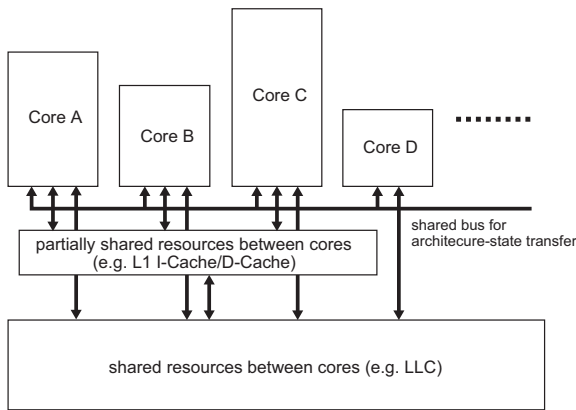 Core A
Core B
Core C
Core D
shared bus for
architecure-state transfer
partially shared resources between cores
(e.g. L1 I-Cache/D-Cache)
shared resources between cores (e.g. LLC)